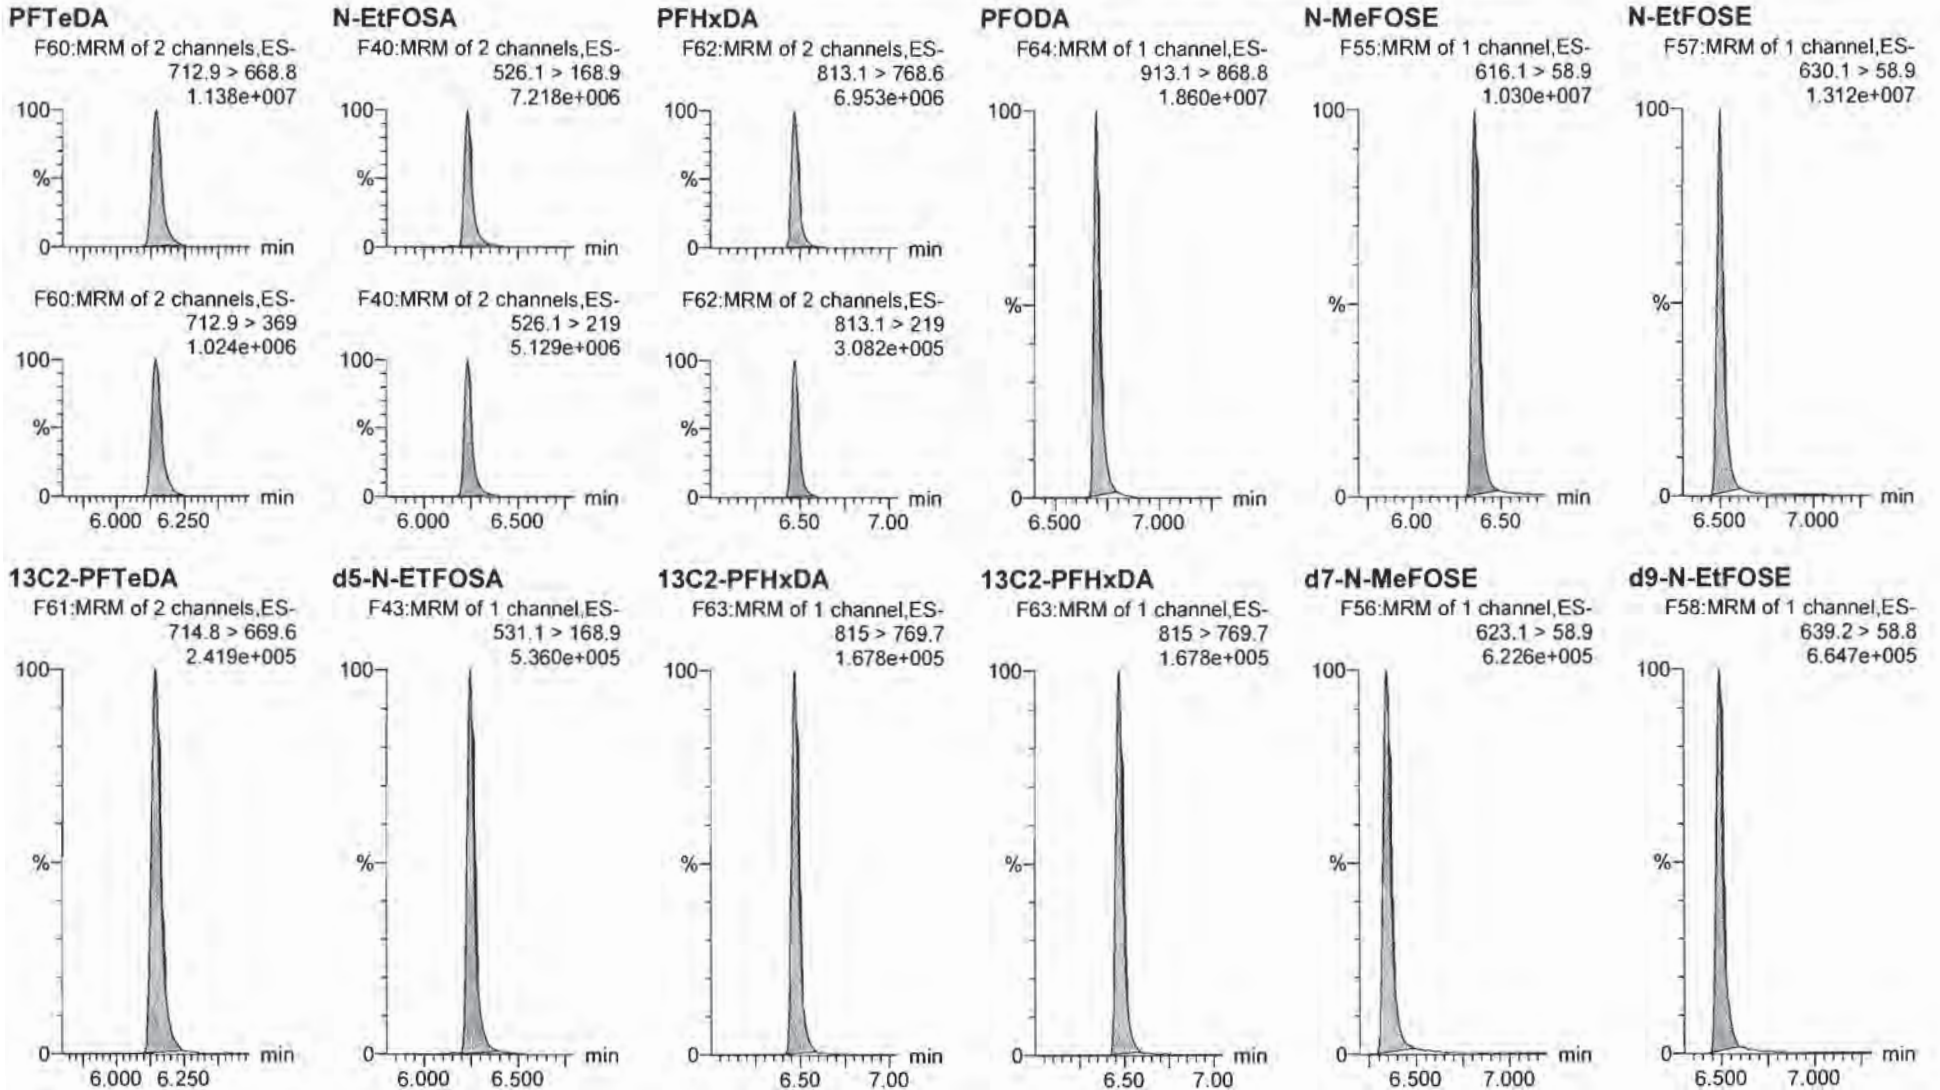 PFTeDA
F60:MRM of 2 channels,ES-
712.9 > 668.8
1.138e+007
100
%
0
min
F60:MRM of 2 channels,ES-
712.9 > 369
1.024e+006
100
%
0
min
6.000 6.250
N-EtFOSA
F40:MRM of 2 channels,ES-
526.1 > 168.9
7.218e+006
100
%
0
min
F40:MRM of 2 channels,ES-
526.1 > 219
5.129e+006
100
%
0
min
6.000 6.500
PFHxDA
F62:MRM of 2 channels,ES-
813.1 > 768.6
6.953e+006
100
%
0
min
F62:MRM of 2 channels,ES-
813.1 > 219
3.082e+005
100
%
0
min
6.50 7.00
PFODA
F64:MRM of 1 channel,ES-
913.1 > 868.8
1.860e+007
100
%
0
min
6.500 7.000
N-MeFOSE
F55:MRM of 1 channel,ES-
616.1 > 58.9
1.030e+007
100
%
0
min
6.00 6.50
N-EtFOSE
F57:MRM of 1 channel,ES-
630.1 > 58.9
1.312e+007
100
%
0
min
6.500 7.000
13C2-PFTeDA
F61:MRM of 2 channels,ES-
714.8 > 669.6
2.419e+005
100
%
0
min
6.000 6.250
d5-N-ETFOSA
F43:MRM of 1 channel,ES-
531.1 > 168.9
5.360e+005
100
%
0
min
6.000 6.500
13C2-PFHxDA
F63:MRM of 1 channel,ES-
815 > 769.7
1.678e+005
100
%
0
min
6.50 7.00
13C2-PFHxDA
F63:MRM of 1 channel,ES-
815 > 769.7
1.678e+005
100
%
0
min
6.50 7.00
d7-N-MeFOSE
F56:MRM of 1 channel,ES-
623.1 > 58.9
6.226e+005
100
%
0
min
6.500 7.000
d9-N-EtFOSE
F58:MRM of 1 channel,ES-
639.2 > 58.8
6.647e+005
100
%
0
min
6.500 7.000